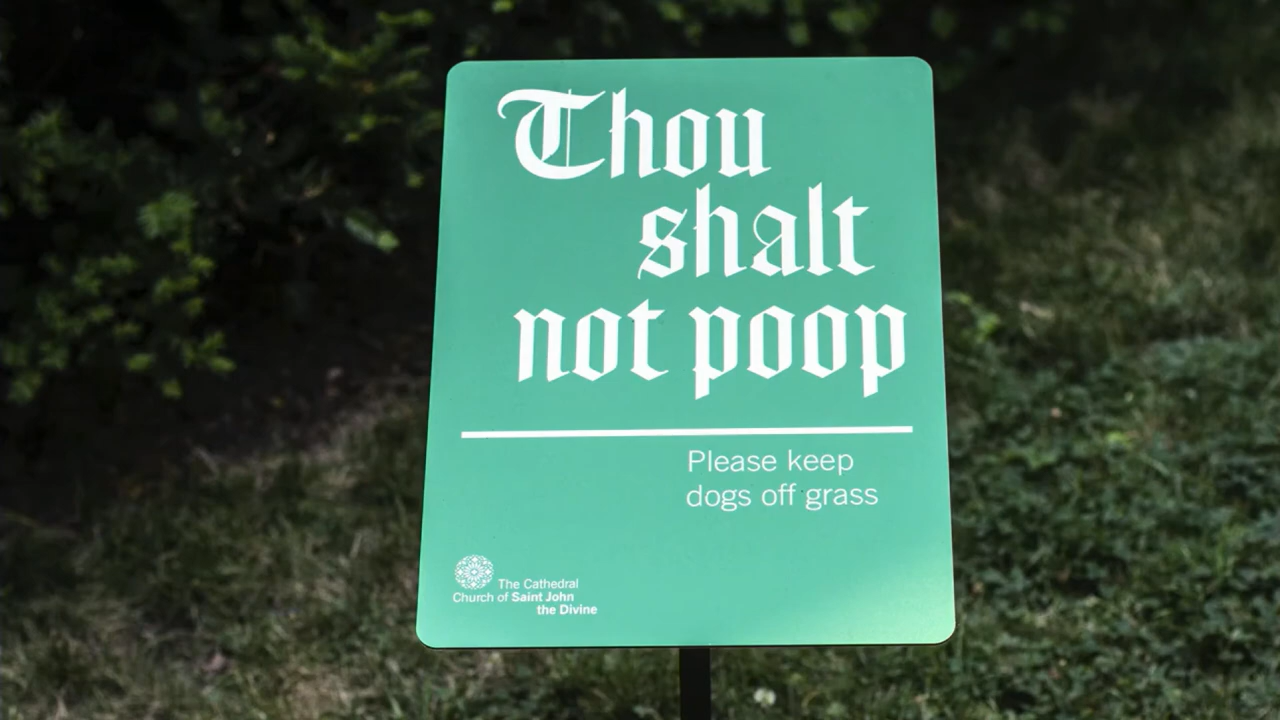 Thou
shalt
not poop
Please keep
dogs off grass
The Cathedral
Church of Saint John
the Divine